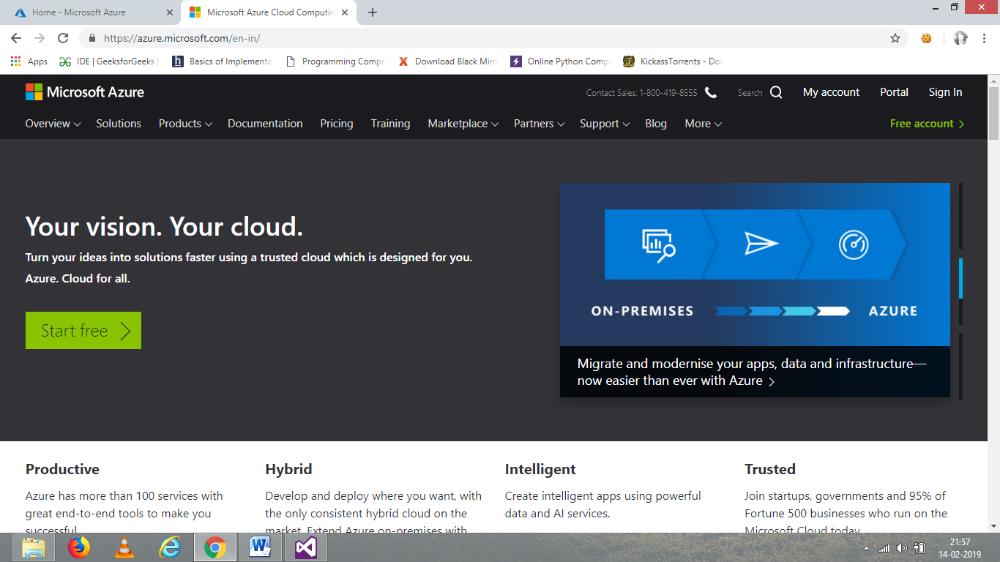 Home - Microsoft Azure
Microsoft Azure Cloud Computin
https://azure.microsoft.com/en-in/
Apps
IDE | GeeksforGeeks |
Basics of Implementa
Programming Compe
Download Black Mirr
Online Python Compi
KickassTorrents - Dov
Microsoft Azure
Contact Sales: 1-800-419-8555
Search
My account
Portal
Sign In
Overview
Solutions
Products
Documentation
Pricing
Training
Marketplace
Partners
Support
Blog
More
Free account
Your vision. Your cloud.
Turn your ideas into solutions faster using a trusted cloud which is designed for you.
Azure. Cloud for all.
Start free
ON-PREMISES
AZURE
Migrate and modernise your apps, data and infrastructure—
now easier than ever with Azure
Productive
Azure has more than 100 services with
great end-to-end tools to make you
successful
Hybrid
Develop and deploy where you want, with
the only consistent hybrid cloud on the
market. Extend Azure on-premises with
Intelligent
Create intelligent apps using powerful
data and AI services.
Trusted
Join startups, governments and 95% of
Fortune 500 businesses who run on the
Microsoft Cloud today
21:57
14-02-2019